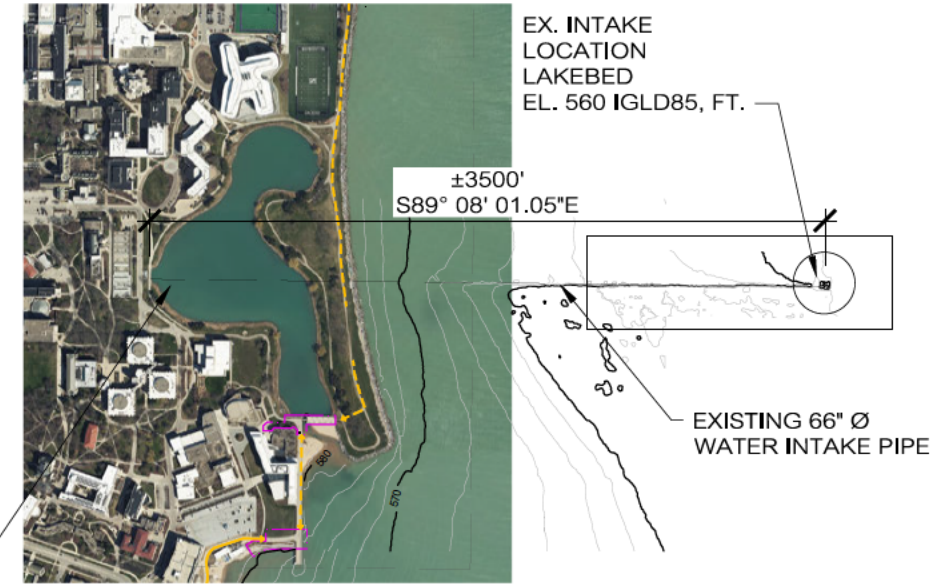 EX. INTAKE
LOCATION
LAKEBED
EL. 560 IGLD85, FT.
±3500'
S89° 08' 01.05"E
EXISTING 66" Ø
WATER INTAKE PIPE
580
570